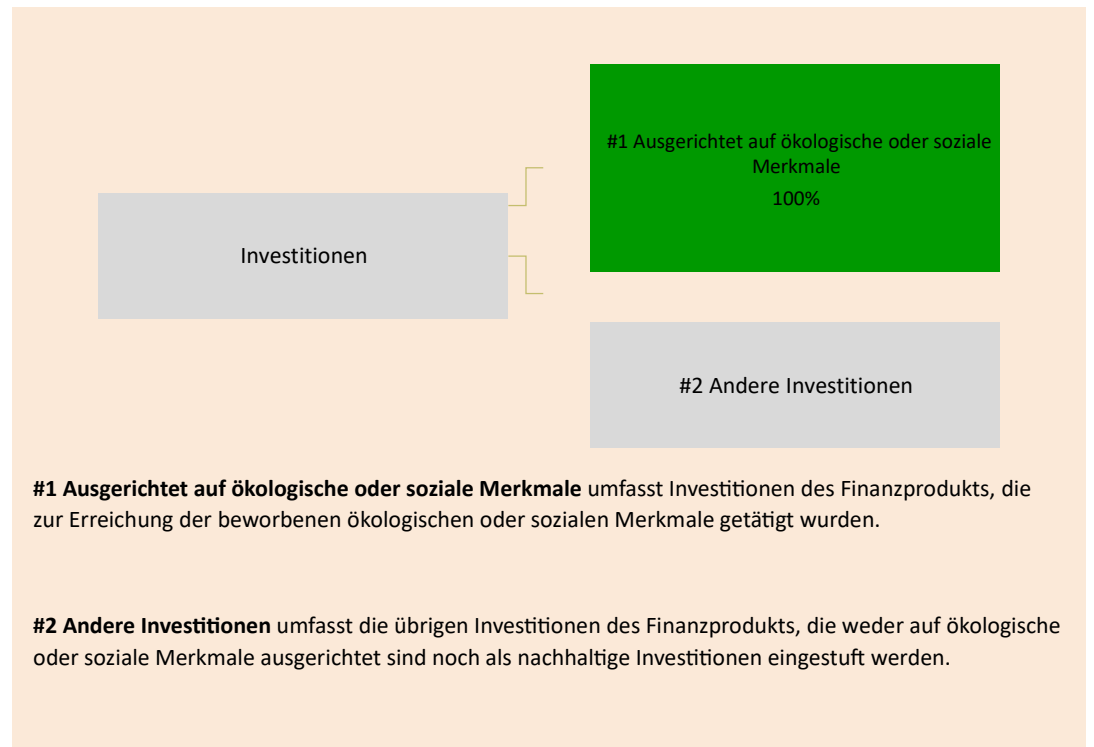 #1 Ausgerichtet auf ökologische oder soziale
Merkmale
100%
Investitionen
#2 Andere Investitionen
#1 Ausgerichtet auf ökologische oder soziale Merkmale umfasst Investitionen des Finanzprodukts, die
zur Erreichung der beworbenen ökologischen oder sozialen Merkmale getätigt wurden.
#2 Andere Investitionen umfasst die übrigen Investitionen des Finanzprodukts, die weder auf ökologische
oder soziale Merkmale ausgerichtet sind noch als nachhaltige Investitionen eingestuft werden.